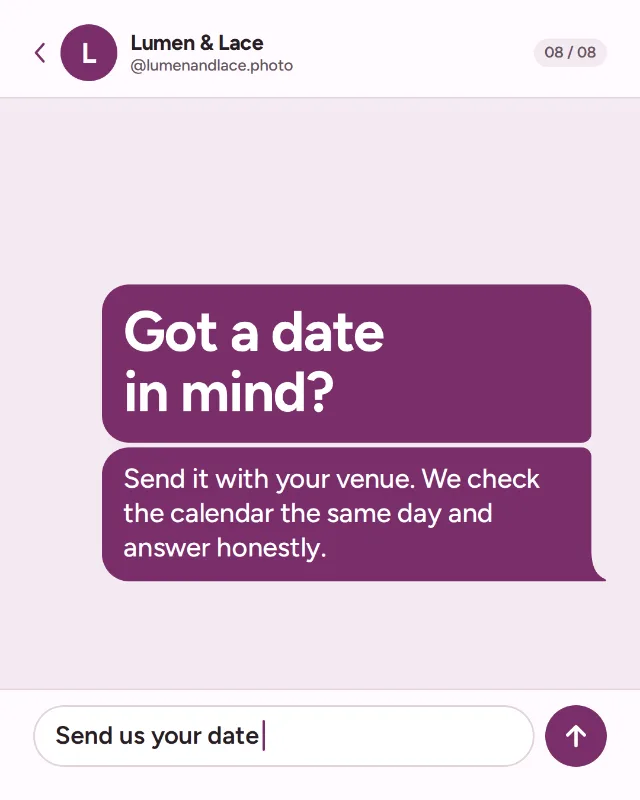 L
Lumen & Lace
@lumenandlace.photo
08 / 08
Got a date
in mind?
Send it with your venue. We check
the calendar the same day and
answer honestly.
Send us your date